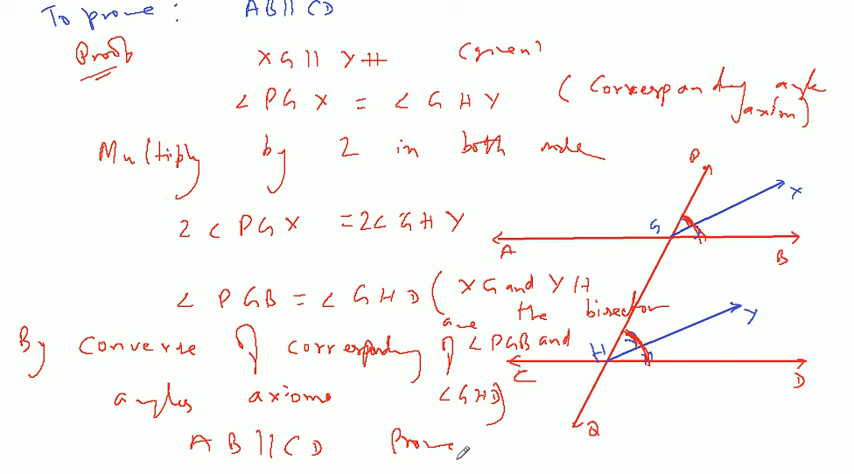 To prove : AB || CD
Proof
XG || YH (given)
∠PGX = ∠GHY (Corresponding angle axiom)
Multiply by 2 in both side
2∠PGX = 2∠GHY
∠PGB = ∠GHD (XG and YH
are the bisector
of ∠PGB and
∠GHD)
By converse of corresponding
angles axioms
AB || CD Prove
P
X
G
A
B
Y
H
C
D
Q